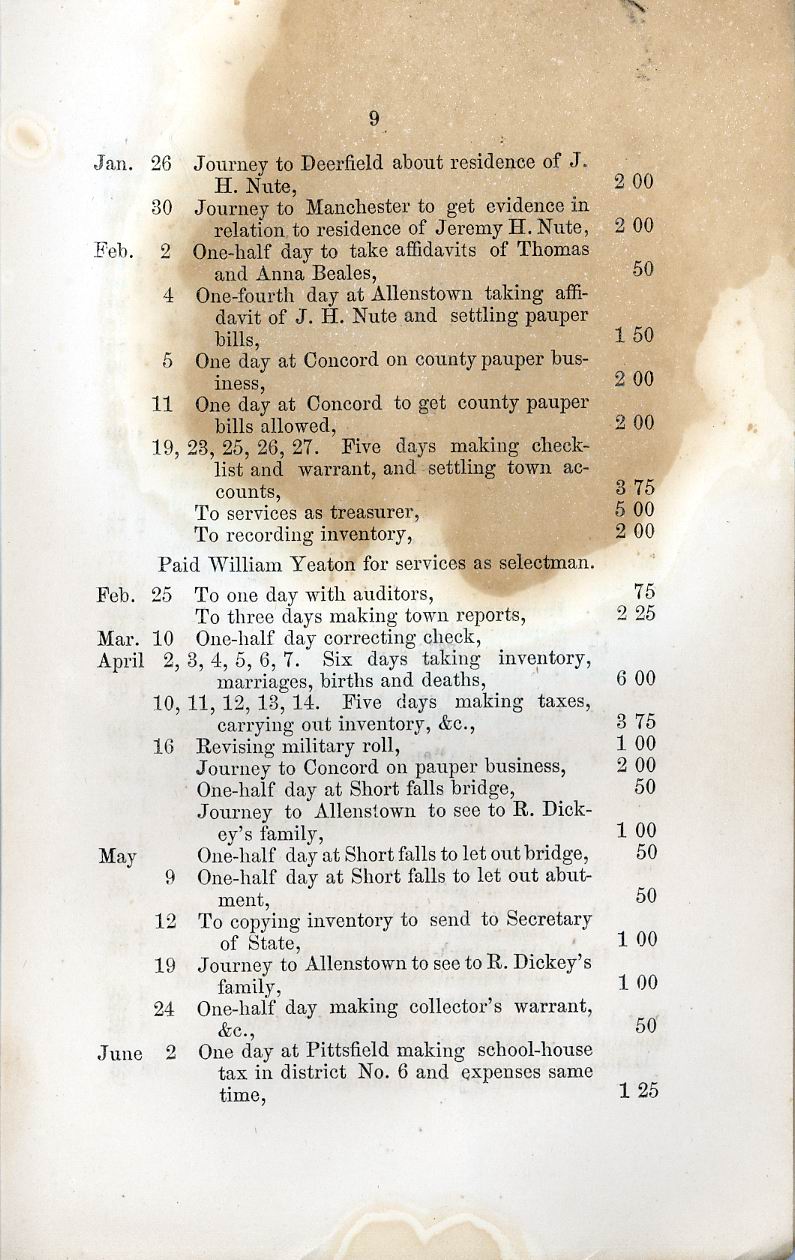 9
Jan. 26 Journey to Deerfield about residence of J.
H. Nute, 2 00
30 Journey to Manchester to get evidence in
relation to residence of Jeremy H. Nute, 2 00
Feb. 2 One-half day to take affidavits of Thomas
and Anna Beales, 50
4 One-fourth day at Allenstown taking affi-
davit of J. H. Nute and settling pauper
bills, 1 50
5 One day at Concord on county pauper bus-
iness, 2 00
11 One day at Concord to get county pauper
bills allowed, 2 00
19, 23, 25, 26, 27. Five days making check-
list and warrant, and settling town ac-
counts, 3 75
To services as treasurer, 5 00
To recording inventory, 2 00
Paid William Yeaton for services as selectman.
Feb. 25 To one day with auditors, 75
To three days making town reports, 2 25
Mar. 10 One-half day correcting check,
April 2, 3, 4, 5, 6, 7. Six days taking inventory,
marriages, births and deaths, 6 00
10, 11, 12, 13, 14. Five days making taxes,
carrying out inventory, &c., 3 75
16 Revising military roll, 1 00
Journey to Concord on pauper business, 2 00
One-half day at Short falls bridge, 50
Journey to Allenstown to see to R. Dick-
ey's family, 1 00
May One-half day at Short falls to let out bridge, 50
9 One-half day at Short falls to let out abut-
ment, 50
12 To copying inventory to send to Secretary
of State, 1 00
19 Journey to Allenstown to see to R. Dickey's
family, 1 00
24 One-half day making collector's warrant,
&c., 50
June 2 One day at Pittsfield making school-house
tax in district No. 6 and expenses same
time, 1 25